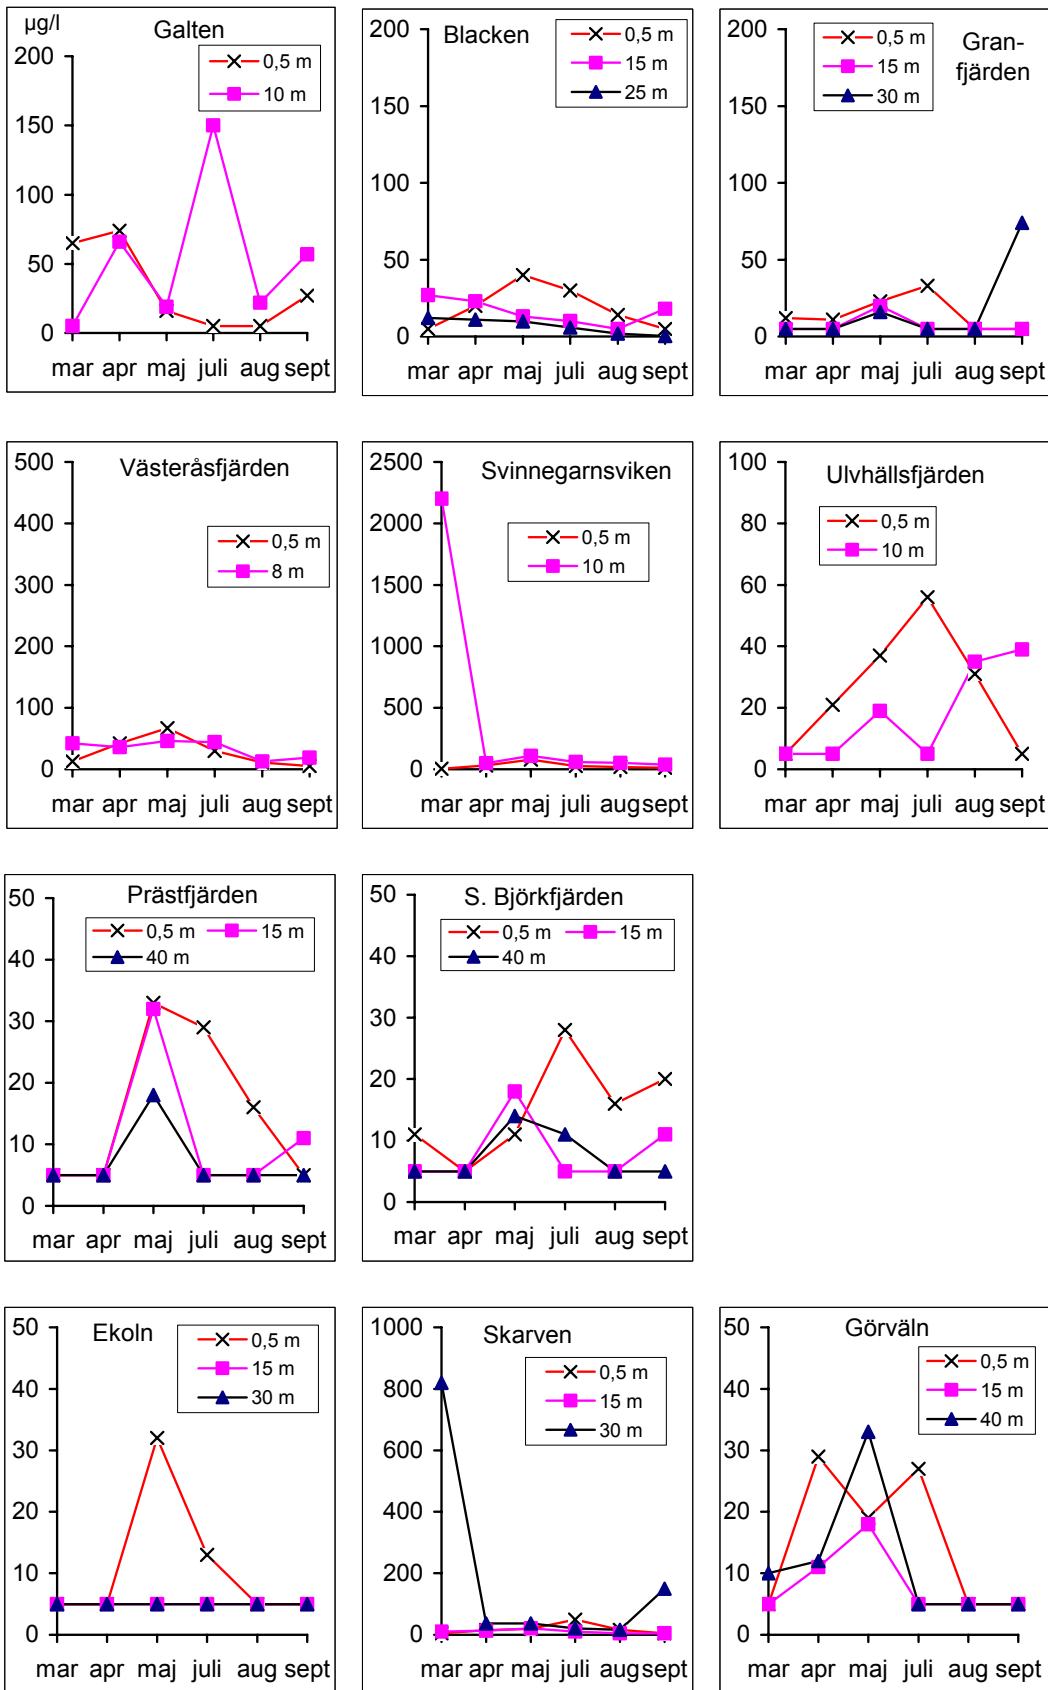 µg/l
Galten
0,5 m
10 m
200
150
100
50
0
mar apr maj juli aug sept
Blacken
0,5 m
15 m
25 m
200
150
100
50
0
mar apr maj juli aug sept
Gran-
fjärden
0,5 m
15 m
30 m
200
150
100
50
0
mar apr maj juli aug sept
Västeråsfjärden
0,5 m
8 m
500
400
300
200
100
0
mar apr maj juli aug sept
Svinnegarnsviken
0,5 m
10 m
2500
2000
1500
1000
500
0
mar apr maj juli aug sept
Ulvhällsfjärden
0,5 m
10 m
100
80
60
40
20
0
mar apr maj juli aug sept
Prästfjärden
0,5 m 15 m
40 m
50
40
30
20
10
0
mar apr maj juli aug sept
S. Björkfjärden
0,5 m 15 m
40 m
50
40
30
20
10
0
mar apr maj juli aug sept
Ekoln
0,5 m
15 m
30 m
50
40
30
20
10
0
mar apr maj juli aug sept
Skarven
0,5 m
15 m
30 m
1000
800
600
400
200
0
mar apr maj juli aug sept
Görväln
0,5 m
15 m
40 m
50
40
30
20
10
0
mar apr maj juli aug sept